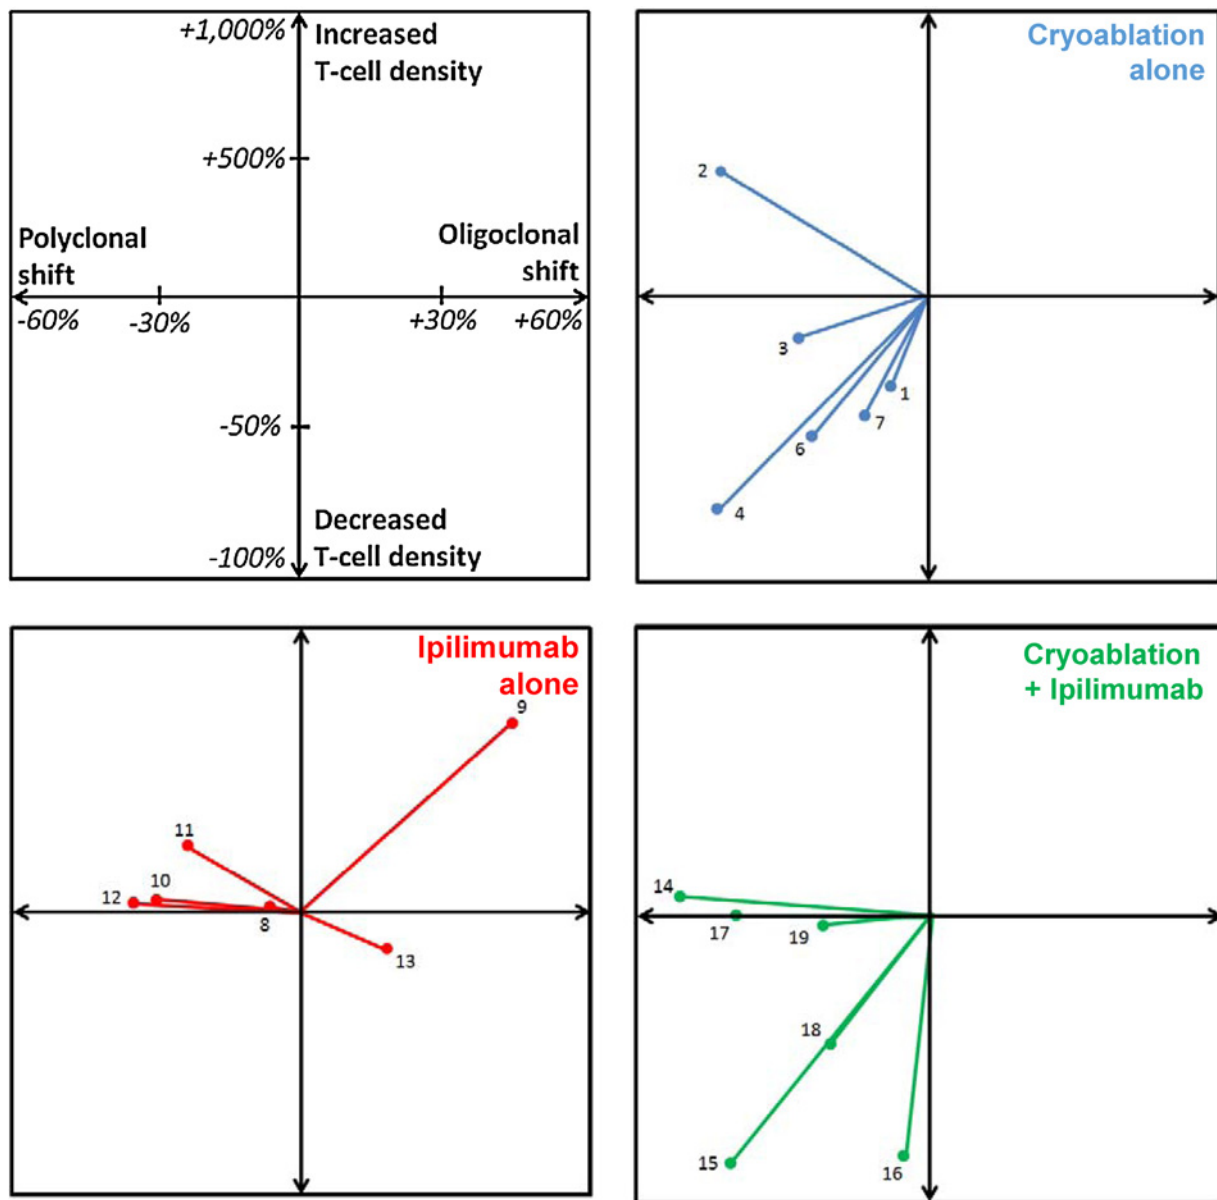 +1,000%
Increased
T-cell density
+500%
Polyclonal
shift
Oligoclonal
shift
-60%
-30%
+30%
+60%
-50%
Decreased
T-cell density
-100%
Cryoablation
alone
2
3
1
7
6
4
Ipilimumab
alone
9
11
10
12
8
13
Cryoablation
+ Ipilimumab
14
17
19
18
15
16